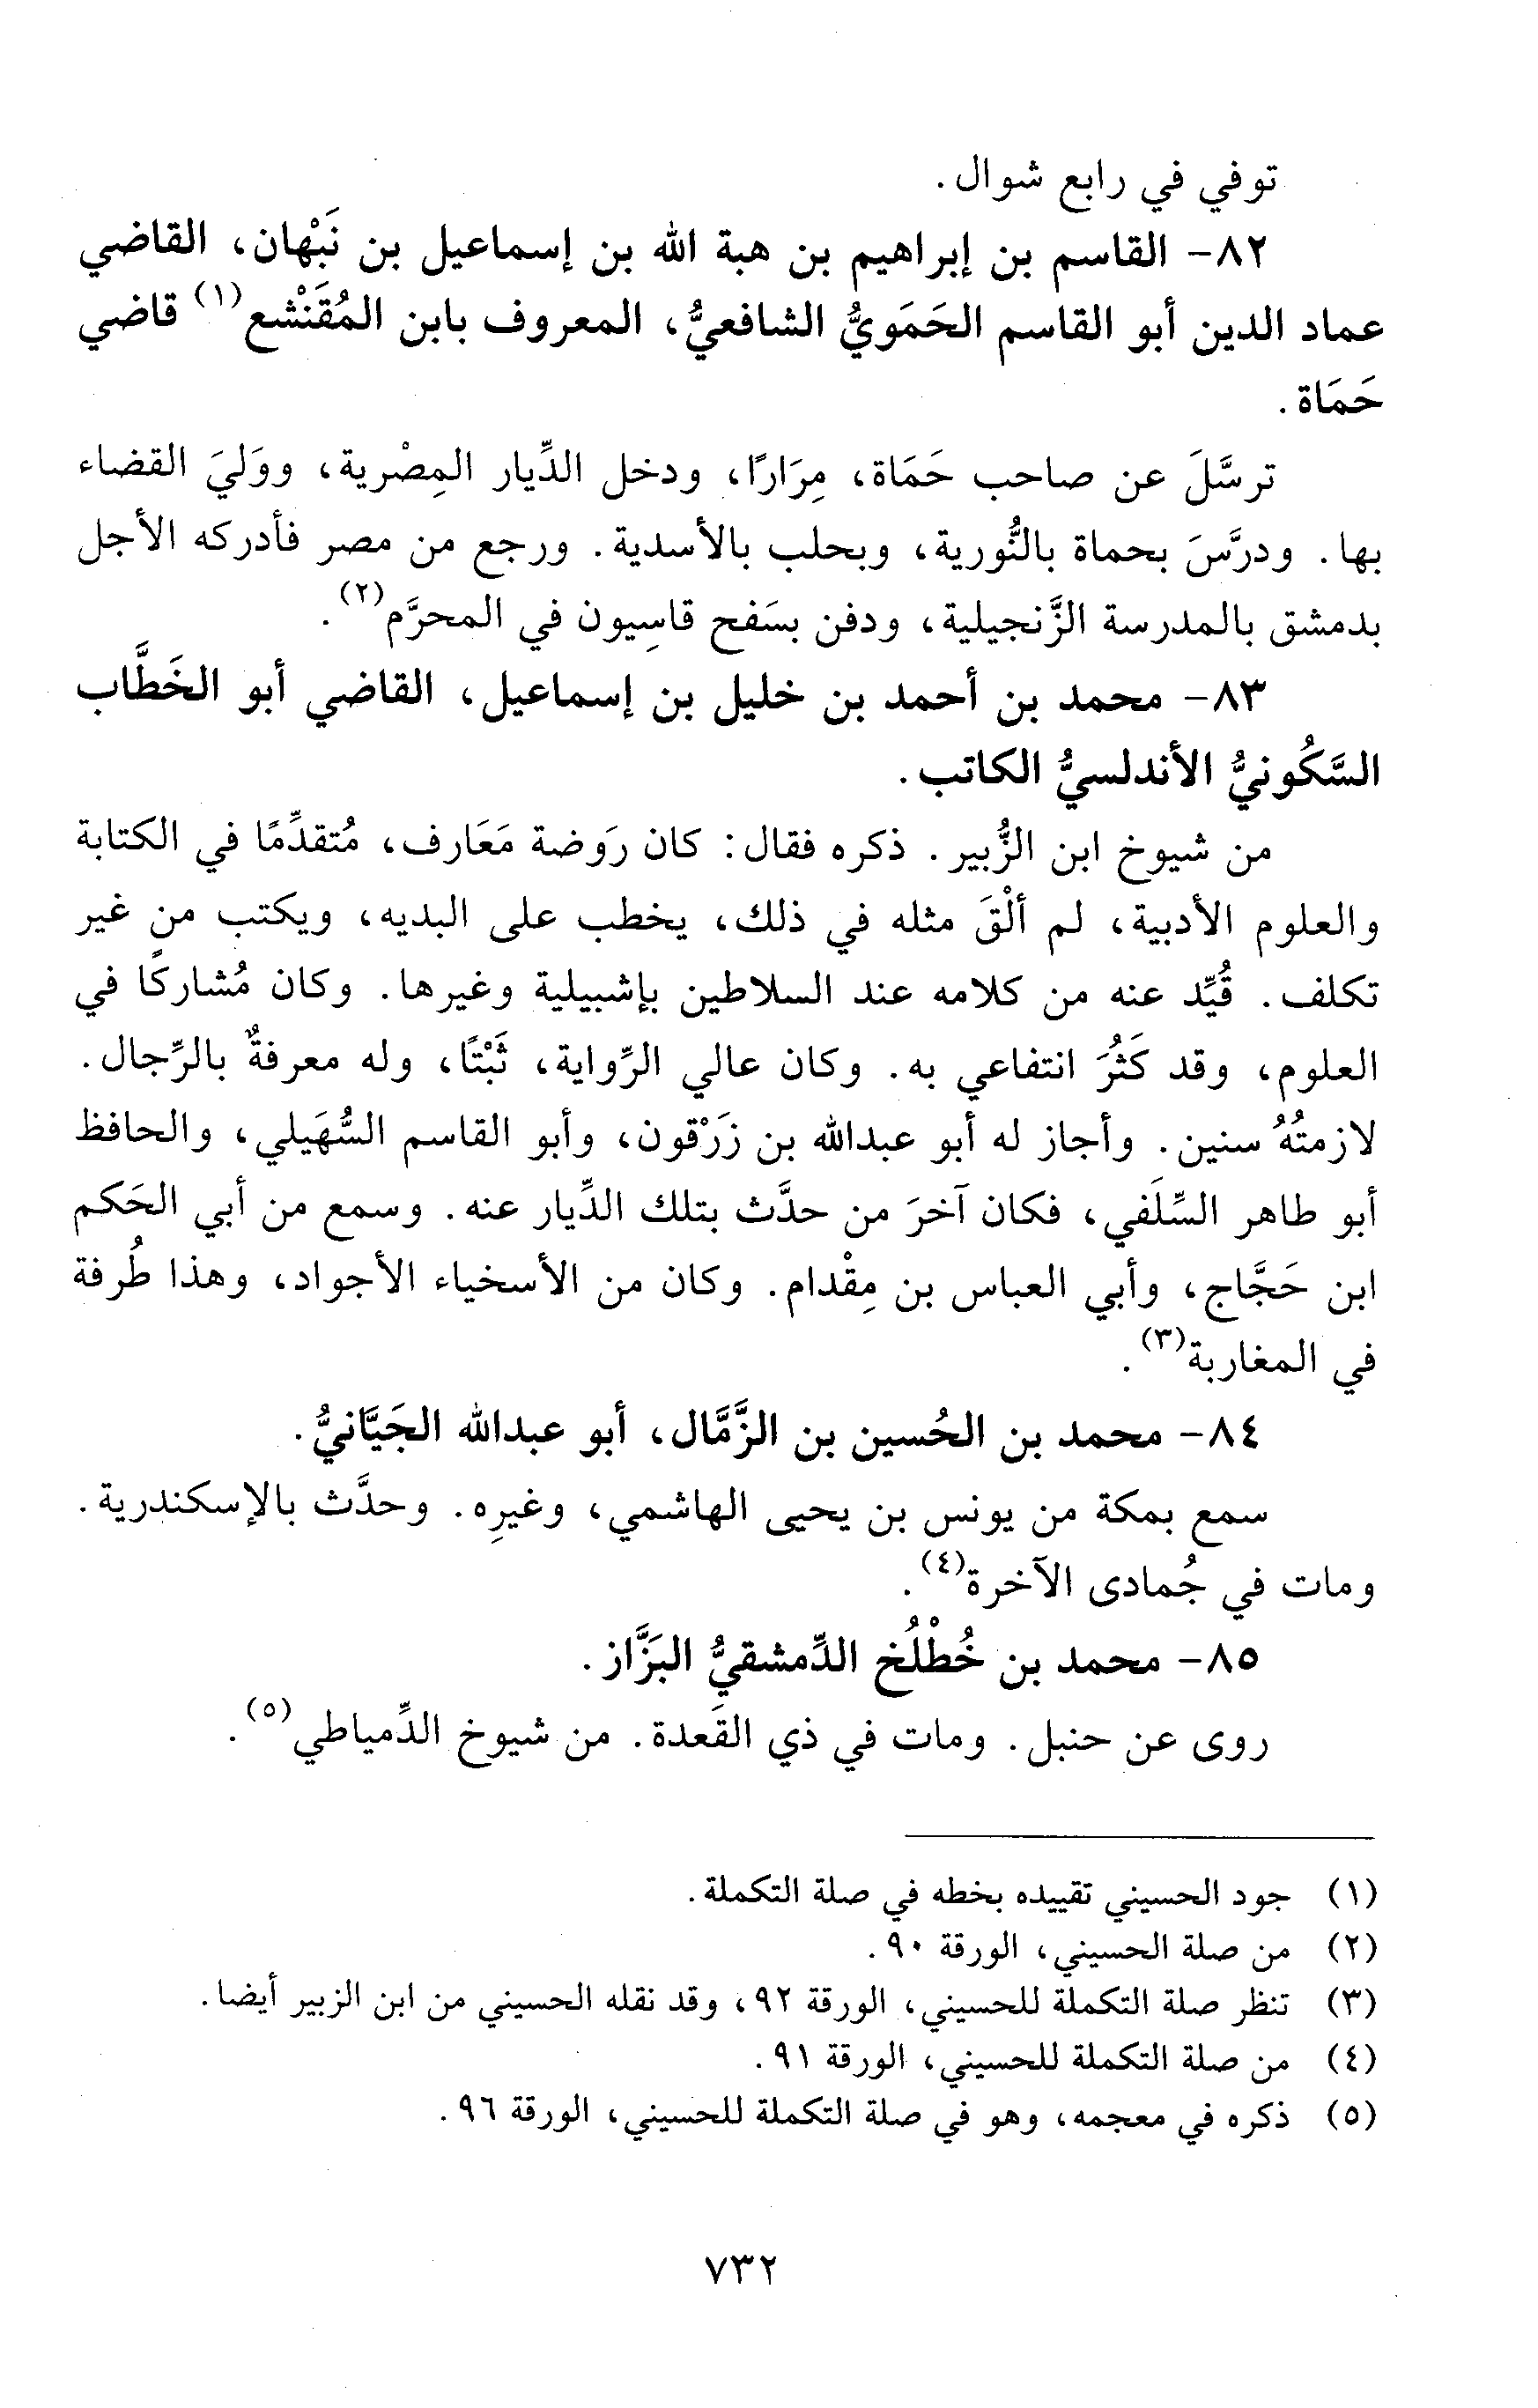 توفي في رابع شوال.
٨٢- القاسم بن إبراهيم بن هبة الله بن إسماعيل بن نَبْهان، القاضي
عماد الدين أبو القاسم الحَمَويُّ الشافعيُّ، المعروف بابن المُقَنْشع(١) قاضي
حَمَاة.
ترسَّلَ عن صاحب حَمَاة، مِرَارًا، ودخل الدِّيار المِصْرية، ووَليَ القضاء
بها. ودرَّسَ بحماة بالنُّورية، وبحلب بالأسدية. ورجع من مصر فأدركه الأجل
بدمشق بالمدرسة الزَّنجيلية، ودفن بسَفح قاسِيون في المحرَّم(٢).
٨٣- محمد بن أحمد بن خليل بن إسماعيل، القاضي أبو الخَطَّاب
السَّكُونيُّ الأندلسيُّ الكاتب.
من شيوخ ابن الزُّبير. ذكره فقال: كان رَوضة مَعَارف، مُتقدِّمًا في الكتابة
والعلوم الأدبية، لم ألْقَ مثله في ذلك، يخطب على البديه، ويكتب من غير
تكلف. قُيِّد عنه من كلامه عند السلاطين بإشبيلية وغيرها. وكان مُشاركًا في
العلوم، وقد كَثُرَ انتفاعي به. وكان عالي الرِّواية، ثَبْتًا، وله معرفةٌ بالرِّجال.
لازمتُهُ سنين. وأجاز له أبو عبدالله بن زَرْقون، وأبو القاسم السُّهَيلي، والحافظ
أبو طاهر السِّلَفي، فكان آخرَ من حدَّث بتلك الدِّيار عنه. وسمع من أبي الحَكم
ابن حَجَّاج، وأبي العباس بن مِقْدام. وكان من الأسخياء الأجواد، وهذا طُرفة
في المغاربة(٣).
٨٤- محمد بن الحُسين بن الزَّمَّال، أبو عبدالله الجَيَّانيُّ.
سمع بمكة من يونس بن يحيى الهاشمي، وغيرِه. وحدَّث بالإسكندرية.
ومات في جُمادى الآخرة(٤).
٨٥- محمد بن خُطْلُخ الدِّمشقيُّ البَزَّاز.
روى عن حنبل. ومات في ذي القَعدة. من شيوخ الدِّمياطي(٥).
(١) جود الحسيني تقييده بخطه في صلة التكملة.
(٢) من صلة الحسيني، الورقة ٩٠.
(٣) تنظر صلة التكملة للحسيني، الورقة ٩٢، وقد نقله الحسيني من ابن الزبير أيضا.
(٤) من صلة التكملة للحسيني، الورقة ٩١.
(٥) ذكره في معجمه، وهو في صلة التكملة للحسيني، الورقة ٩٦.
٧٣٢